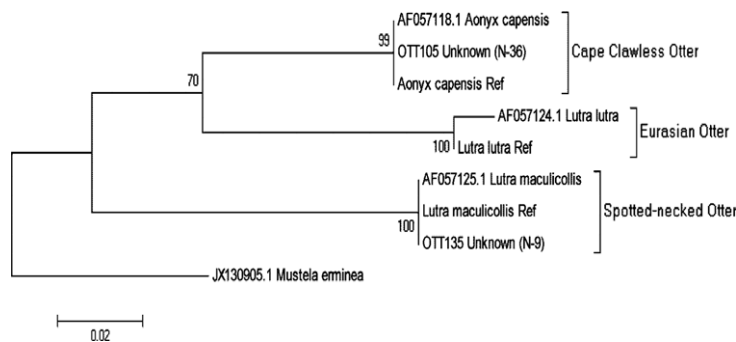 AF057118.1 Aonyx capensis
99
OTT105 Unknown (N-36)
Cape Clawless Otter
70
Aonyx capensis Ref
AF057124.1 Lutra lutra
Eurasian Otter
100
Lutra lutra Ref
AF057125.1 Lutra maculicollis
Lutra maculicollis Ref
Spotted-necked Otter
100
OTT135 Unknown (N-9)
JX130905.1 Mustela erminea
0.02